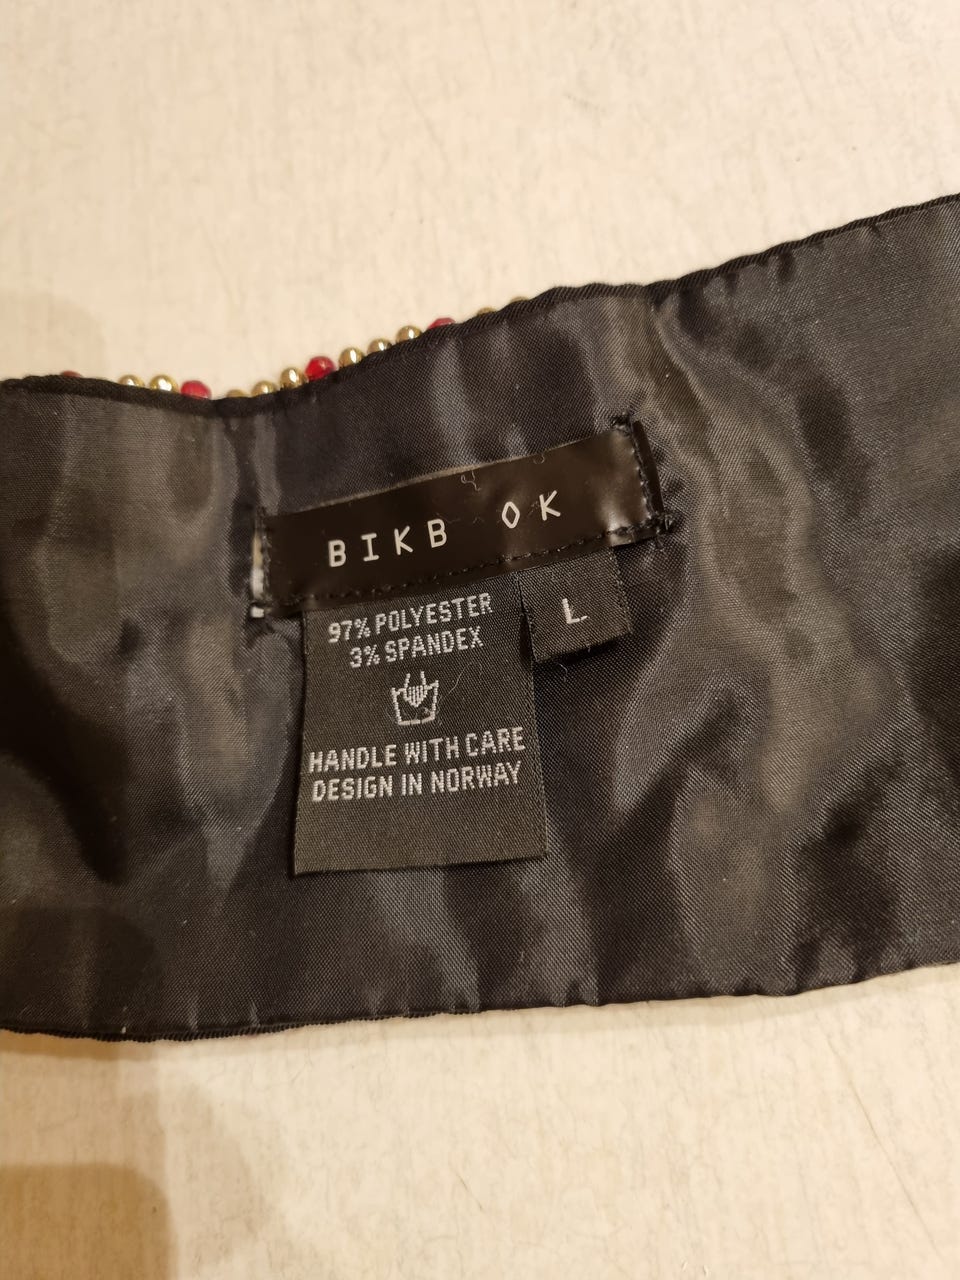 BIKB OK
L
97% POLYESTER
3% SPANDEX
HANDLE WITH CARE
DESIGN IN NORWAY